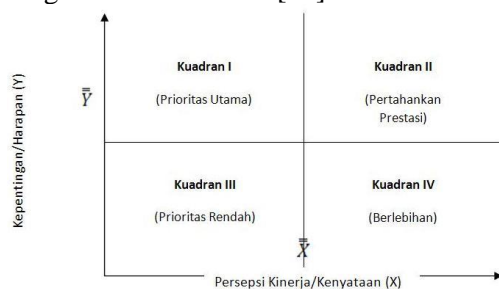 Kepentingan/Harapan (Y)
Y̿
Kuadran I
(Prioritas Utama)
Kuadran II
(Pertahankan
Prestasi)
Kuadran III
(Prioritas Rendah)
Kuadran IV
(Berlebihan)
X̿
Persepsi Kinerja/Kenyataan (X)